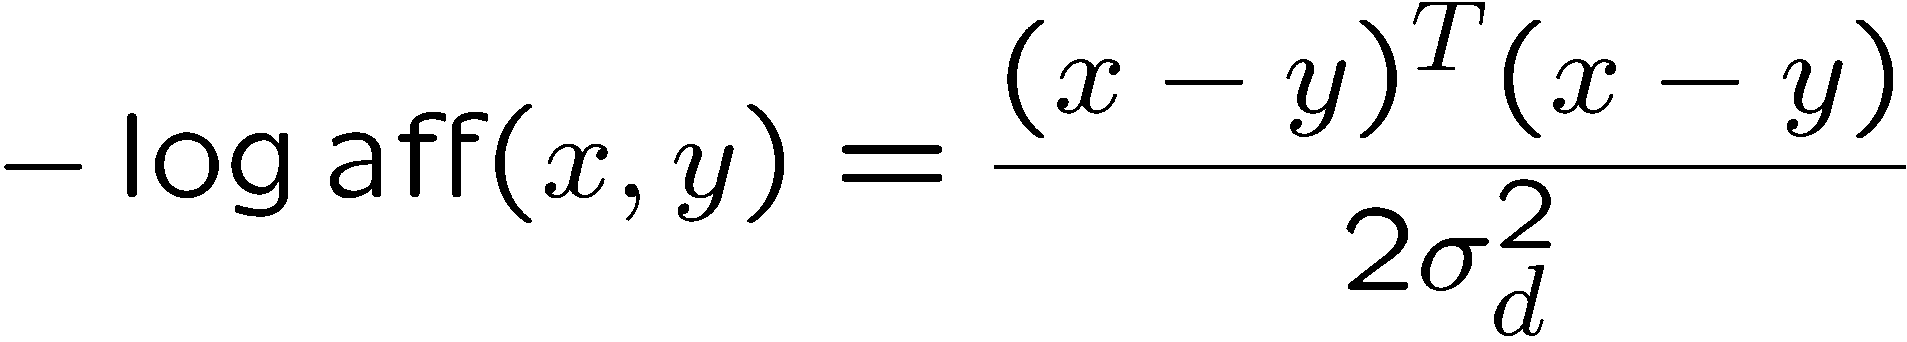 − log aff(x, y) = (x − y)^T (x − y) / 2σ_d^2